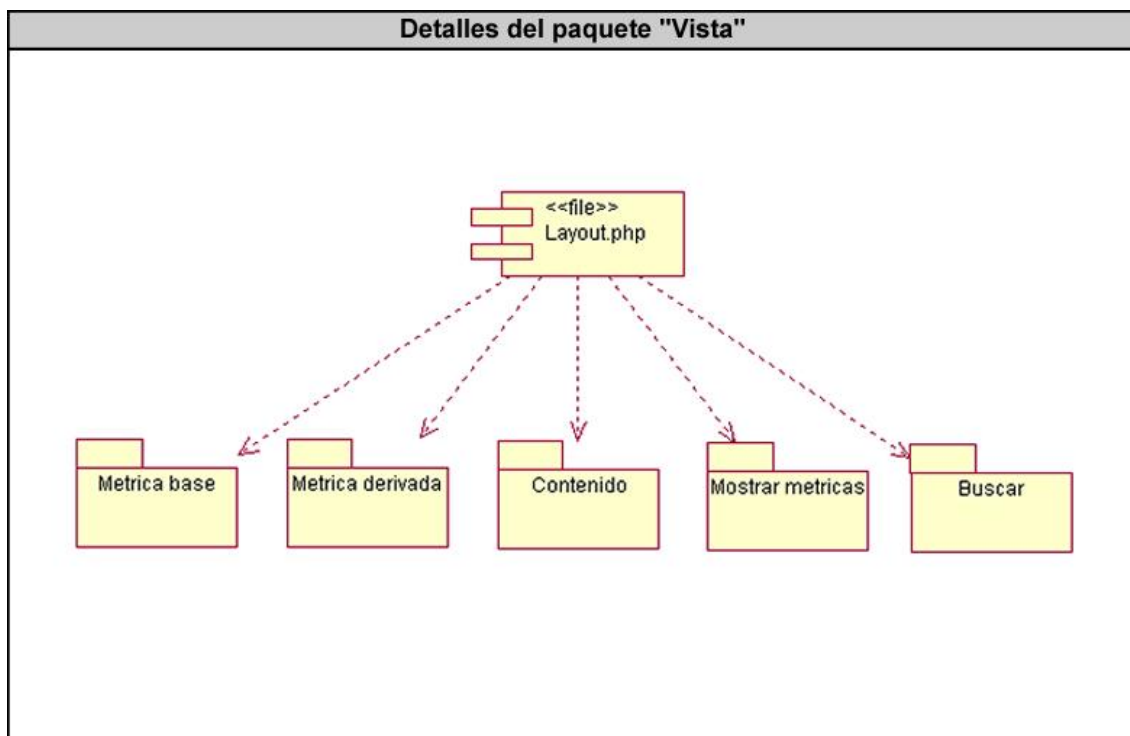 Detalles del paquete "Vista"
<<file>>
Layout.php
Metrica base
Metrica derivada
Contenido
Mostrar metricas
Buscar